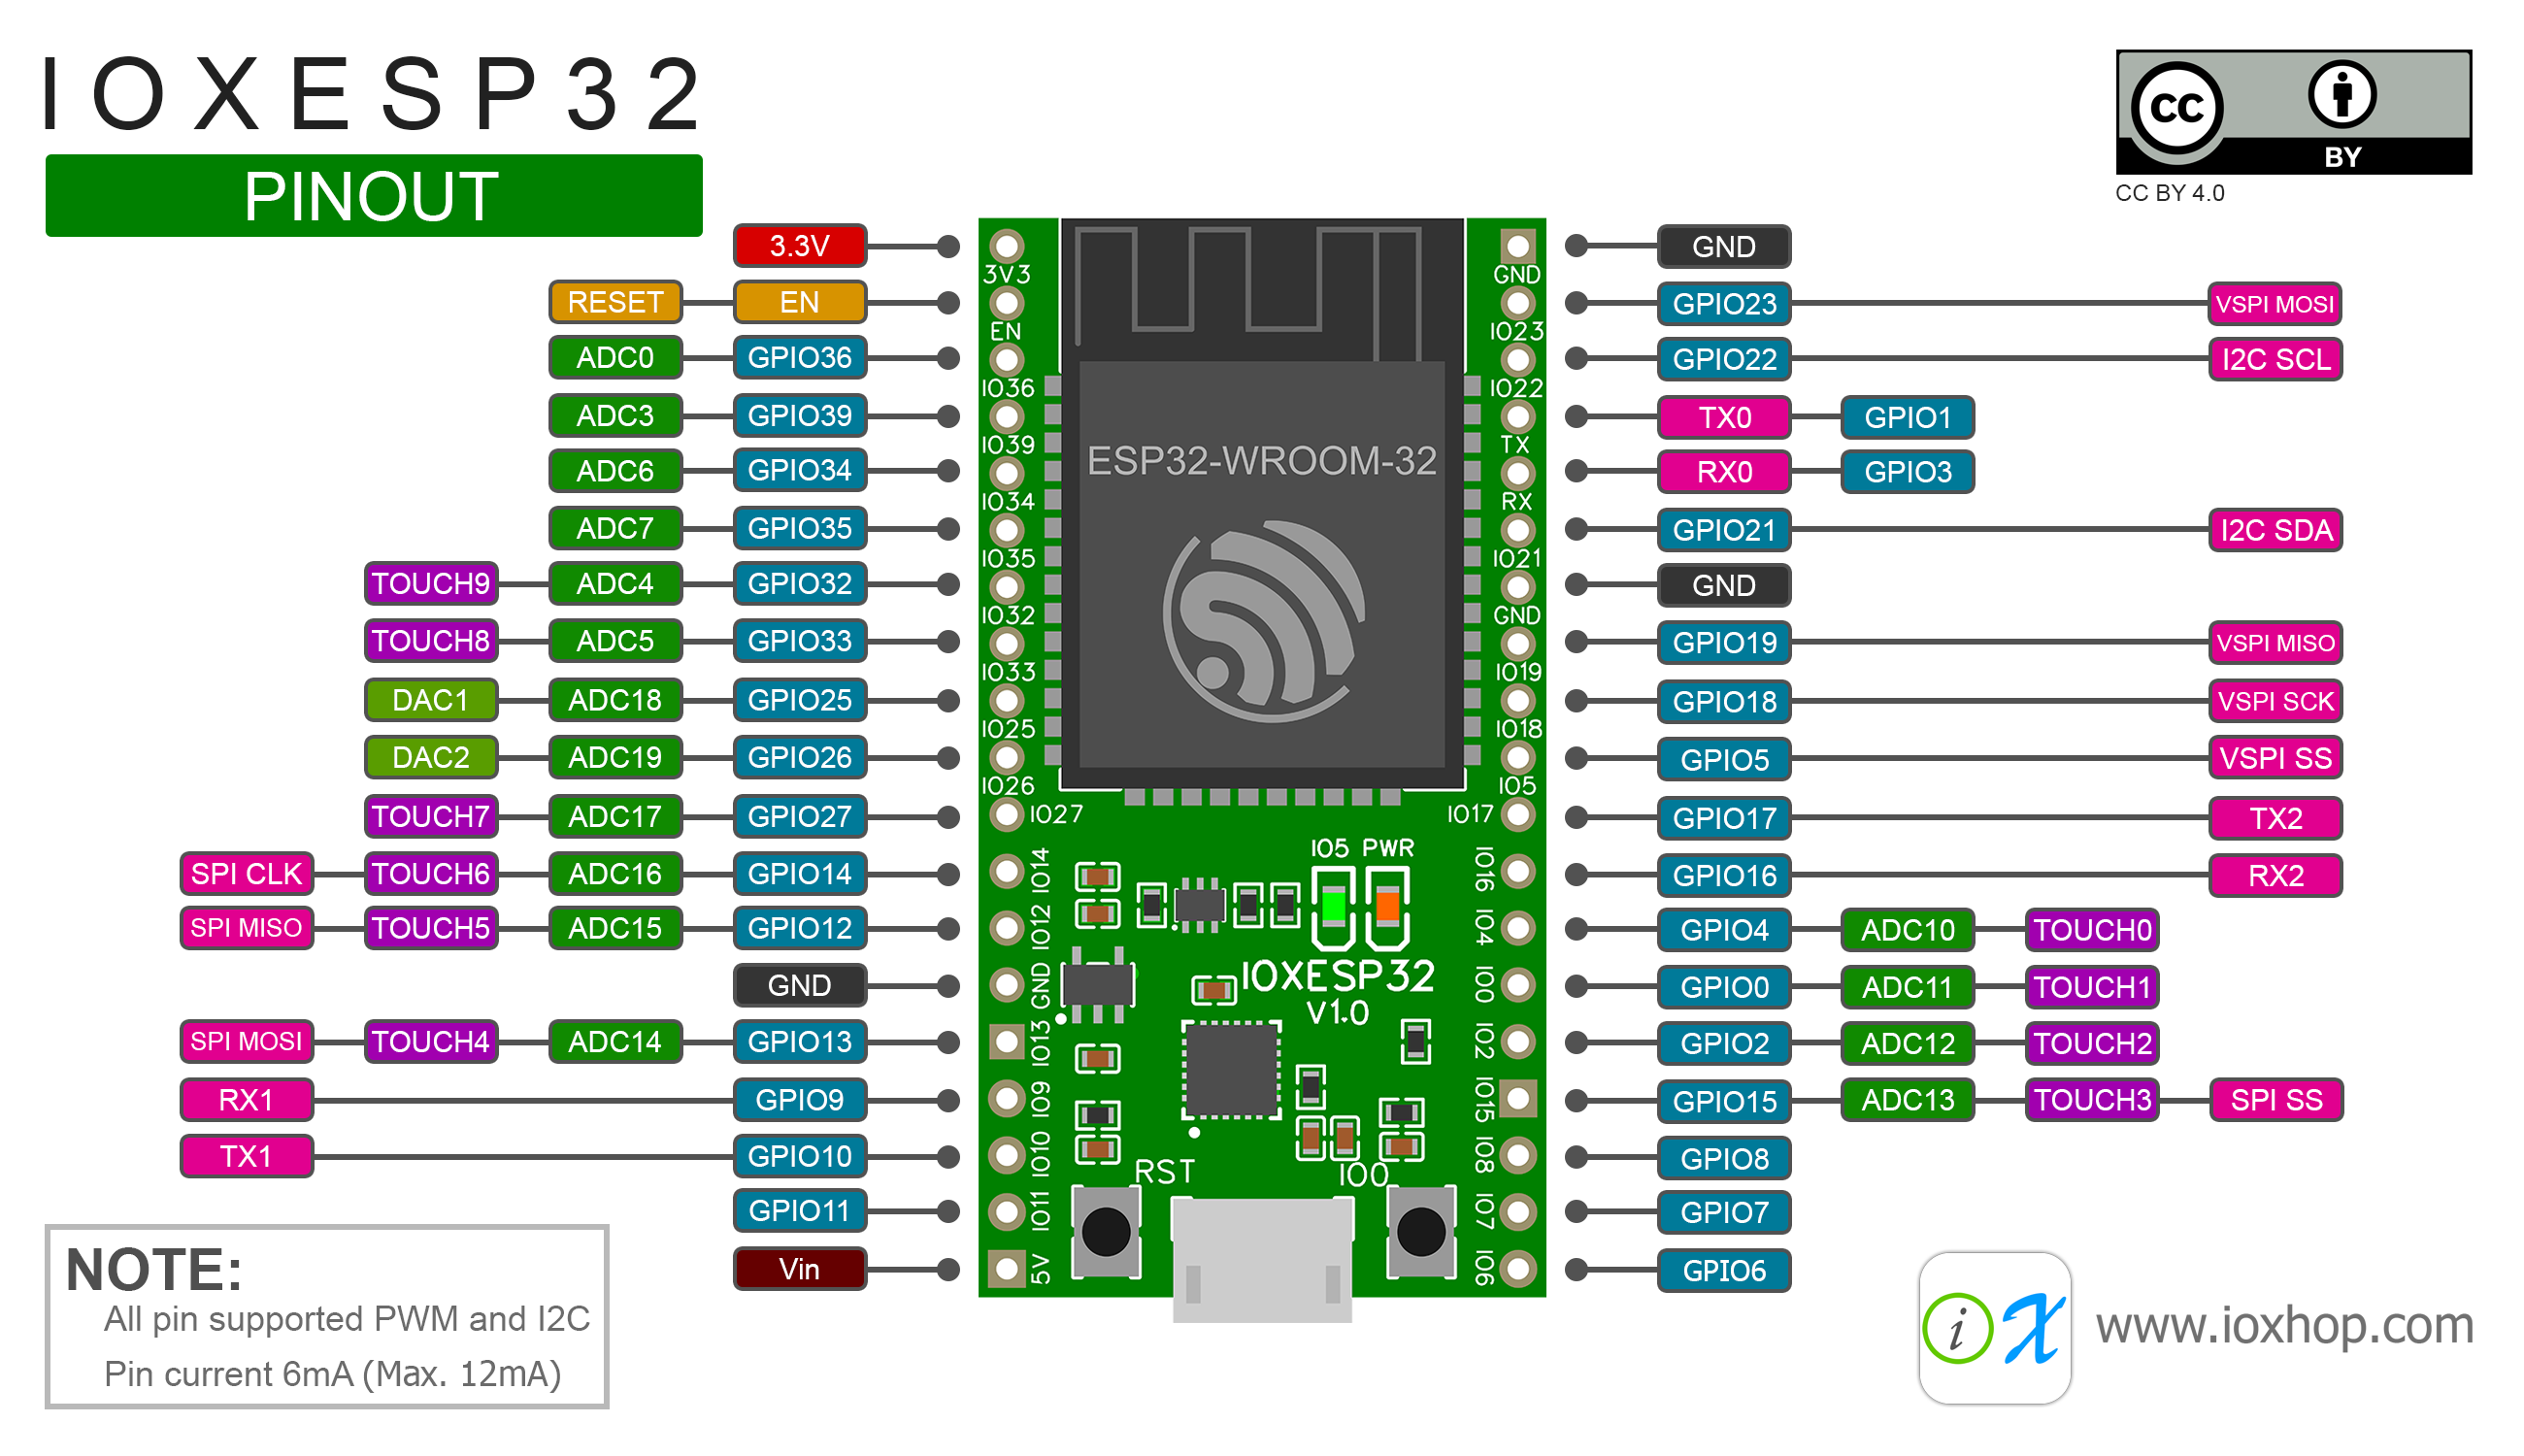 IOXESP32
PINOUT
CC BY
CC BY 4.0
3.3V
RESET EN
ADC0 GPIO36
ADC3 GPIO39
ADC6 GPIO34
ADC7 GPIO35
TOUCH9 ADC4 GPIO32
TOUCH8 ADC5 GPIO33
DAC1 ADC18 GPIO25
DAC2 ADC19 GPIO26
TOUCH7 ADC17 GPIO27
SPI CLK TOUCH6 ADC16 GPIO14
SPI MISO TOUCH5 ADC15 GPIO12
GND
SPI MOSI TOUCH4 ADC14 GPIO13
RX1 GPIO9
TX1 GPIO10
GPIO11
Vin
3V3
EN
IO36
IO39
IO34
IO35
IO32
IO33
IO25
IO26
IO27
IO14
IO12
GND
IO13
IO9
IO10
IO11
5V
ESP32-WROOM-32
IO5 PWR
IOXESP32
V1.0
RST
IO0
GND
IO23
IO22
TX
RX
IO21
GND
IO19
IO18
IO5
IO17
IO16
IO4
IO0
IO2
IO15
IO8
IO7
IO6
GND
GPIO23 VSPI MOSI
GPIO22 I2C SCL
TX0 GPIO1
RX0 GPIO3
GPIO21 I2C SDA
GND
GPIO19 VSPI MISO
GPIO18 VSPI SCK
GPIO5 VSPI SS
GPIO17 TX2
GPIO16 RX2
GPIO4 ADC10 TOUCH0
GPIO0 ADC11 TOUCH1
GPIO2 ADC12 TOUCH2
GPIO15 ADC13 TOUCH3 SPI SS
GPIO8
GPIO7
GPIO6
NOTE:
All pin supported PWM and I2C
Pin current 6mA (Max. 12mA)
iX
www.ioxhop.com